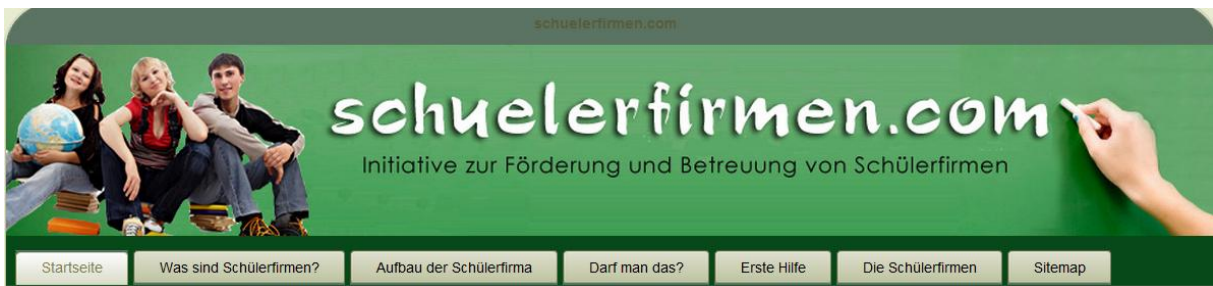 schuelerfirmen.com
schuelerfirmen.com
Initiative zur Förderung und Betreuung von Schülerfirmen
Startseite Was sind Schülerfirmen? Aufbau der Schülerfirma Darf man das? Erste Hilfe Die Schülerfirmen Sitemap